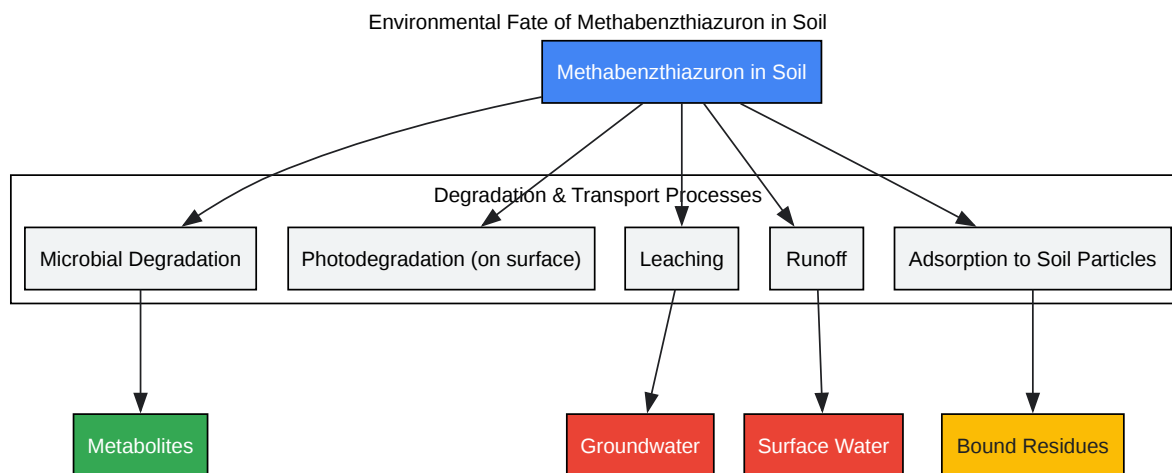 Environmental Fate of Methabenzthiazuron in Soil
Methabenzthiazuron in Soil
Degradation & Transport Processes
Microbial Degradation
Photodegradation (on surface)
Leaching
Runoff
Adsorption to Soil Particles
Metabolites
Groundwater
Surface Water
Bound Residues